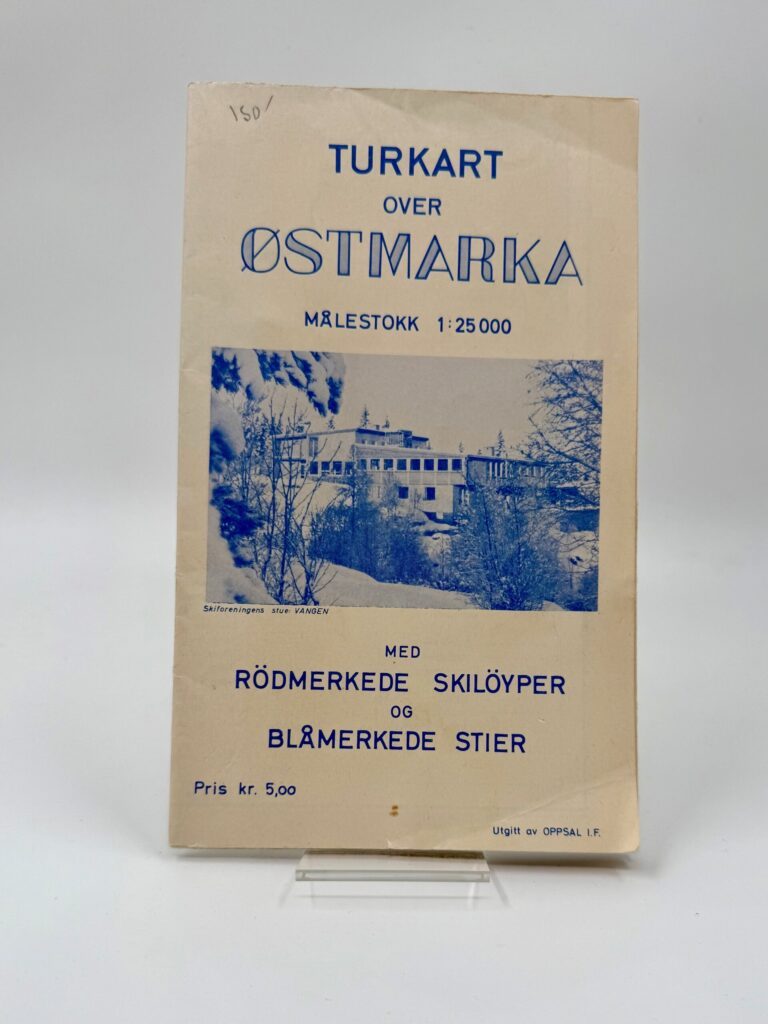 150
TURKART
OVER
ØSTMARKA
MÅLESTOKK 1:25000
Skiforeningens stue: VANGEN
MED
RÖDMERKEDE SKILÖYPER
OG
BLÅMERKEDE STIER
Pris kr. 5,00
Utgitt av OPPSAL I.F.